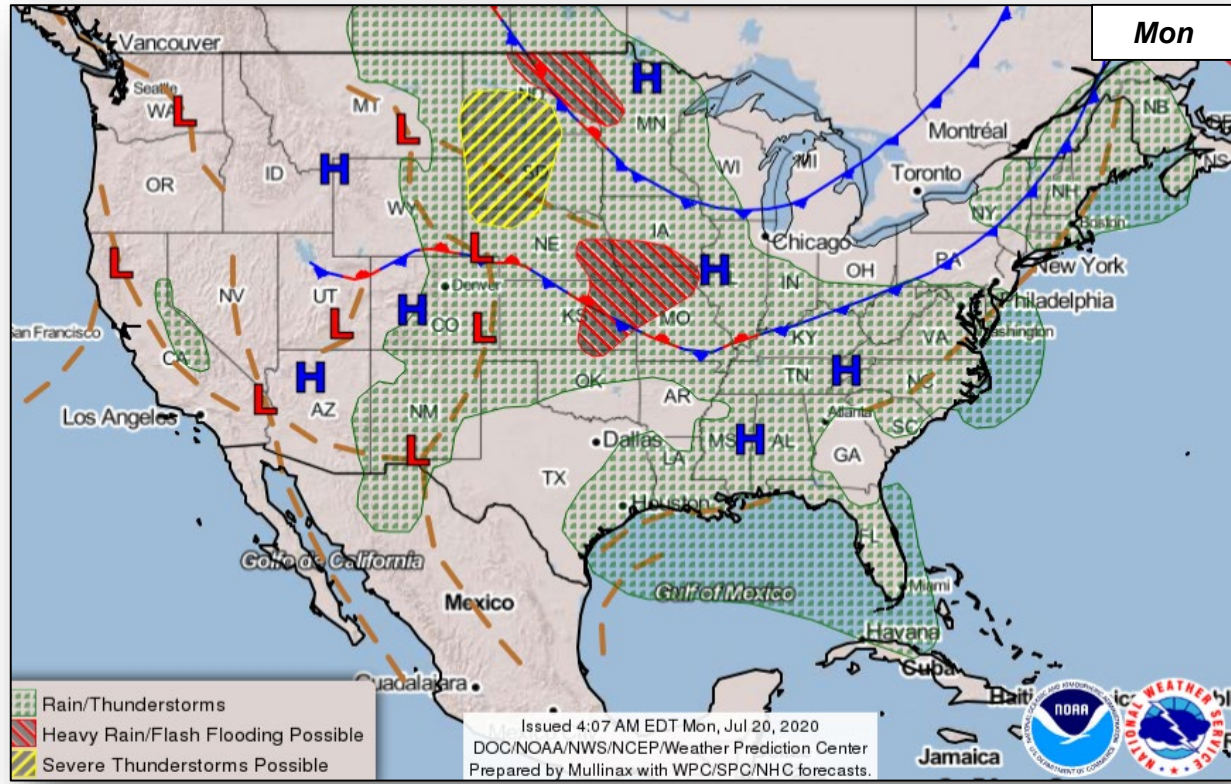 Mon
Vancouver
Seattle
WA
MT
ND
MN
NB
Montréal
OR
ID
WI
MI
Toronto
NS
SD
WY
NY
NH
Boston
IA
NE
Chicago
NV
UT
Denver
IN
OH
PA
New York
Philadelphia
San Francisco
CO
KS
MO
KY
VA
Washington
CA
OK
TN
NC
Los Angeles
AZ
NM
AR
Atlanta
SC
Dallas
MS
AL
GA
TX
LA
Houston
FL
Golfo de California
Gulf of Mexico
Miami
Mexico
Havana
Cuba
Guadalajara
Haiti
Jamaica
H
H
H
H
H
H
H
L
L
L
L
L
L
L
L
Rain/Thunderstorms
Heavy Rain/Flash Flooding Possible
Severe Thunderstorms Possible
Issued 4:07 AM EDT Mon, Jul 20, 2020
DOC/NOAA/NWS/NCEP/Weather Prediction Center
Prepared by Mullinax with WPC/SPC/NHC forecasts.
NOAA
NATIONAL WEATHER SERVICE